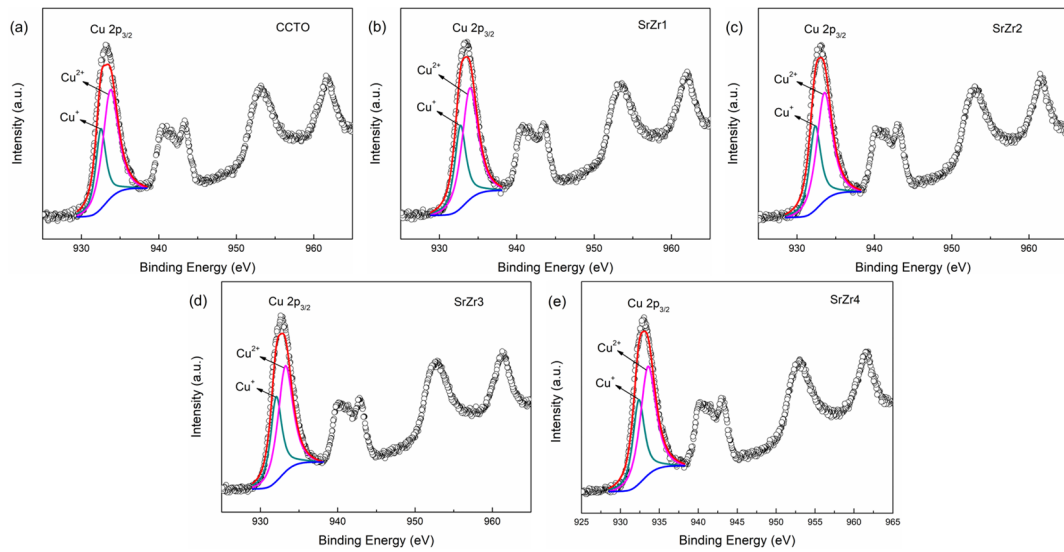 (a)
Cu 2p3/2
CCTO
Cu2+
Cu+
Intensity (a.u.)
930 940 950 960
Binding Energy (eV)
(b)
Cu 2p3/2
SrZr1
Cu2+
Cu+
Intensity (a.u.)
930 940 950 960
Binding Energy (eV)
(c)
Cu 2p3/2
SrZr2
Cu2+
Cu+
Intensity (a.u.)
930 940 950 960
Binding Energy (eV)
(d)
Cu 2p3/2
SrZr3
Cu2+
Cu+
Intensity (a.u.)
930 940 950 960
Binding Energy (eV)
(e)
Cu 2p3/2
SrZr4
Cu2+
Cu+
Intensity (a.u.)
925 930 935 940 945 950 955 960 965
Binding Energy (eV)